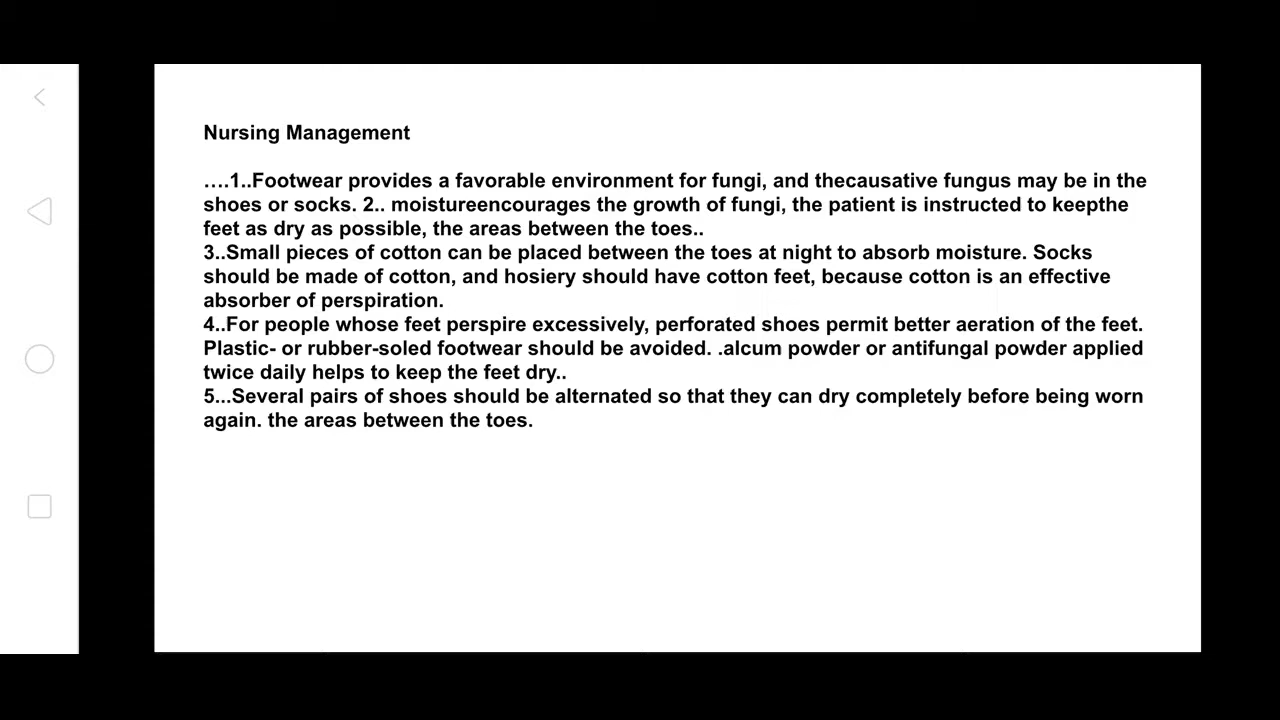 Nursing Management
....1..Footwear provides a favorable environment for fungi, and thecausative fungus may be in the
shoes or socks. 2.. moistureencourages the growth of fungi, the patient is instructed to keepthe
feet as dry as possible, the areas between the toes..
3..Small pieces of cotton can be placed between the toes at night to absorb moisture. Socks
should be made of cotton, and hosiery should have cotton feet, because cotton is an effective
absorber of perspiration.
4..For people whose feet perspire excessively, perforated shoes permit better aeration of the feet.
Plastic- or rubber-soled footwear should be avoided. .alcum powder or antifungal powder applied
twice daily helps to keep the feet dry..
5...Several pairs of shoes should be alternated so that they can dry completely before being worn
again. the areas between the toes.